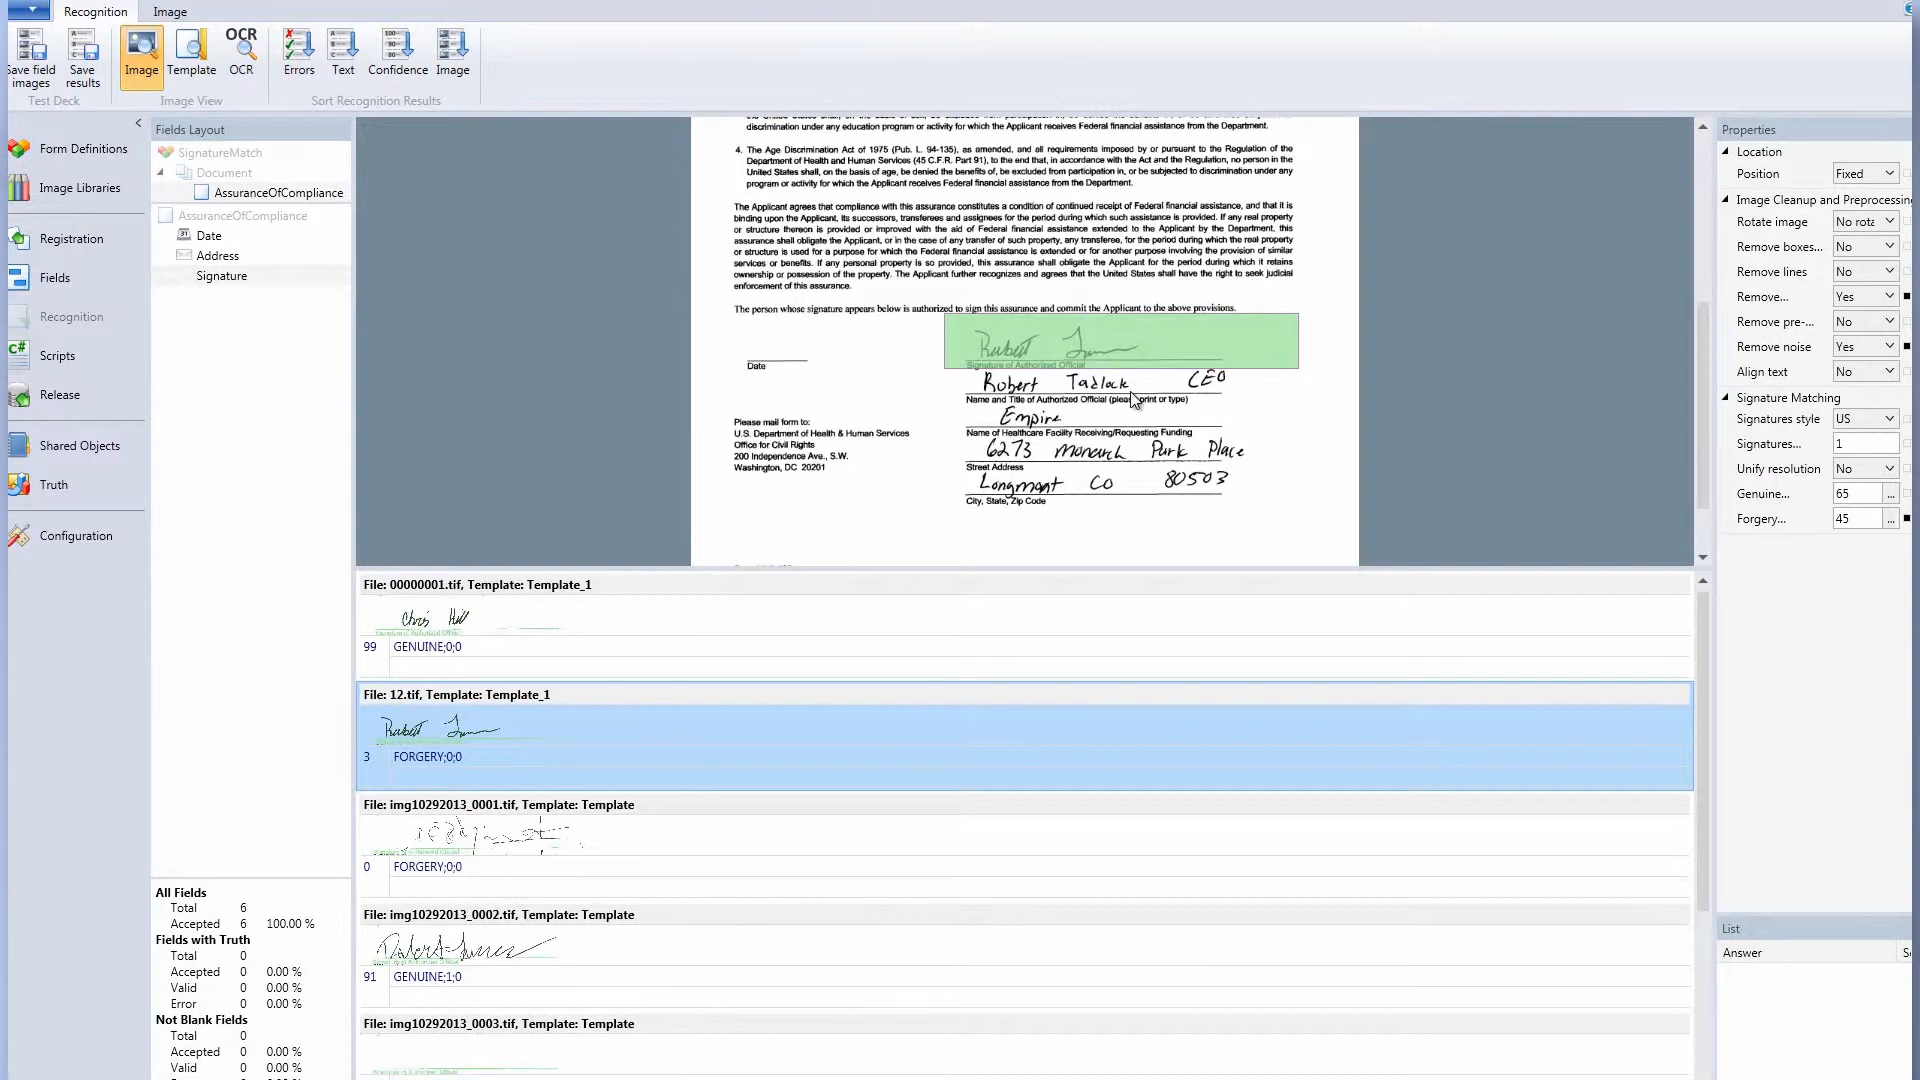 Recognition Image
Save field images
Save results
Image
Template
OCR
Errors
Text
Confidence
Image
Test Deck
Image View
Sort Recognition Results
Form Definitions
Image Libraries
Registration
Fields
Recognition
Scripts
Release
Shared Objects
Truth
Configuration
Fields Layout
SignatureMatch
Document
AssuranceOfCompliance
AssuranceOfCompliance
Date
Address
Signature
All Fields
Total 6
Accepted 6 100.00 %
Fields with Truth
Total 0
Accepted 0 0.00 %
Valid 0 0.00 %
Error 0 0.00 %
Not Blank Fields
Total 0
Accepted 0 0.00 %
Valid 0 0.00 %
discrimination under any education program or activity for which the Applicant receives Federal financial assistance from the Department.
4. The Age Discrimination Act of 1975 (Pub. L. 94-135), as amended, and all requirements imposed by or pursuant to the Regulation of the
Department of Health and Human Services (45 C.F.R. Part 91), to the end that, in accordance with the Act and the Regulation, no person in the
United States shall, on the basis of age, be denied the benefits of, be excluded from participation in, or be subjected to discrimination under any
program or activity for which the Applicant receives Federal financial assistance from the Department.
The Applicant agrees that compliance with this assurance constitutes a condition of continued receipt of Federal financial assistance, and that it is
binding upon the Applicant, its successors, transferees and assignees for the period during which such assistance is provided. If any real property
or structure thereon is provided or improved with the aid of Federal financial assistance extended to the Applicant by the Department, this
assurance shall obligate the Applicant, or in the case of any transfer of such property, any transferee, for the period during which the real property
or structure is used for a purpose for which the Federal financial assistance is extended or for another purpose involving the provision of similar
services or benefits. If any personal property is so provided, this assurance shall obligate the Applicant for the period during which it retains
ownership or possession of the property. The Applicant further recognizes and agrees that the United States shall have the right to seek judicial
enforcement of this assurance.
The person whose signature appears below is authorized to sign this assurance and commit the Applicant to the above provisions.
Signature of Authorized Official
Date
Robert Tadlock CEO
Name and Title of Authorized Official (please print or type)
Empire
Name of Healthcare Facility Receiving/Requesting Funding
6273 Monarch Park Place
Street Address
Longmont CO 80503
City, State, Zip Code
Please mail form to:
U.S. Department of Health & Human Services
Office for Civil Rights
200 Independence Ave., S.W.
Washington, DC 20201
File: 00000001.tif, Template: Template_1
Chris Hill
Signature of Authorized Official
99 GENUINE;0;0
File: 12.tif, Template: Template_1
3 FORGERY;0;0
File: img10292013_0001.tif, Template: Template
Signature of Authorized Official
0 FORGERY;0;0
File: img10292013_0002.tif, Template: Template
Signature of Authorized Official
91 GENUINE;1;0
File: img10292013_0003.tif, Template: Template
Signature of Authorized Official
Properties
Location
Position Fixed
Image Cleanup and Preprocessing
Rotate image No rota
Remove boxes... No
Remove lines No
Remove... Yes
Remove pre-... No
Remove noise Yes
Align text No
Signature Matching
Signatures style US
Signatures... 1
Unify resolution No
Genuine... 65 ...
Forgery... 45 ...
List
Answer